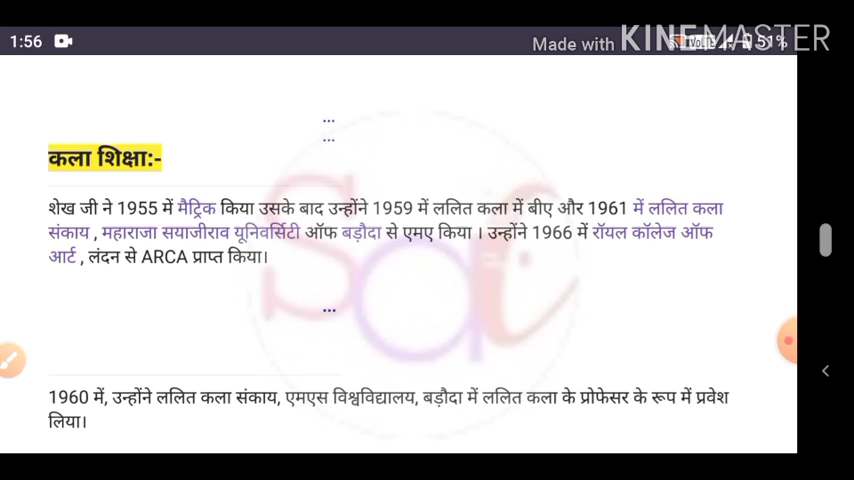 1:56
Made with KINEMASTER
51%
...
...
कला शिक्षा:-
शेख जी ने 1955 में मैट्रिक किया उसके बाद उन्होंने 1959 में ललित कला में बीए और 1961 में ललित कला
संकाय , महाराजा सयाजीराव यूनिवर्सिटी ऑफ बड़ौदा से एमए किया । उन्होंने 1966 में रॉयल कॉलेज ऑफ
आर्ट , लंदन से ARCA प्राप्त किया।
...
1960 में, उन्होंने ललित कला संकाय, एमएस विश्वविद्यालय, बड़ौदा में ललित कला के प्रोफेसर के रूप में प्रवेश
लिया।